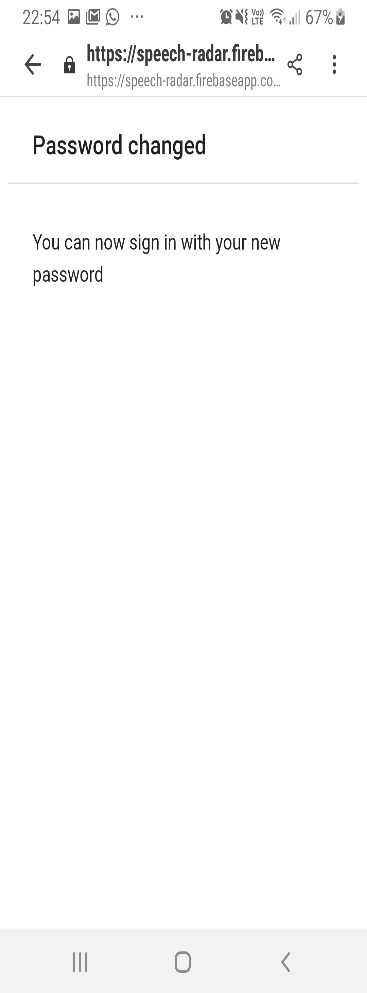 22:54 ... 67%
https://speech-radar.fireb...
https://speech-radar.firebaseapp.co...
Password changed
You can now sign in with your new
password